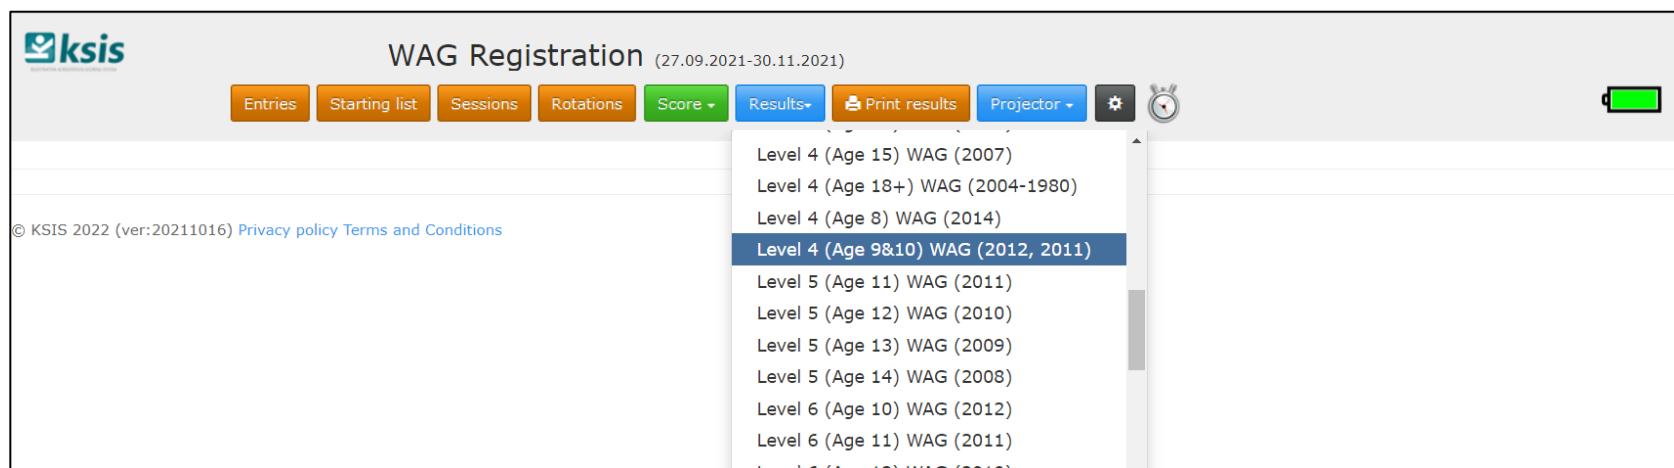 ksis
WAG Registration (27.09.2021-30.11.2021)
Entries Starting list Sessions Rotations Score Results Print results Projector
Level 4 (Age 15) WAG (2007)
Level 4 (Age 18+) WAG (2004-1980)
Level 4 (Age 8) WAG (2014)
Level 4 (Age 9&10) WAG (2012, 2011)
Level 5 (Age 11) WAG (2011)
Level 5 (Age 12) WAG (2010)
Level 5 (Age 13) WAG (2009)
Level 5 (Age 14) WAG (2008)
Level 6 (Age 10) WAG (2012)
Level 6 (Age 11) WAG (2011)
© KSIS 2022 (ver:20211016) Privacy policy Terms and Conditions